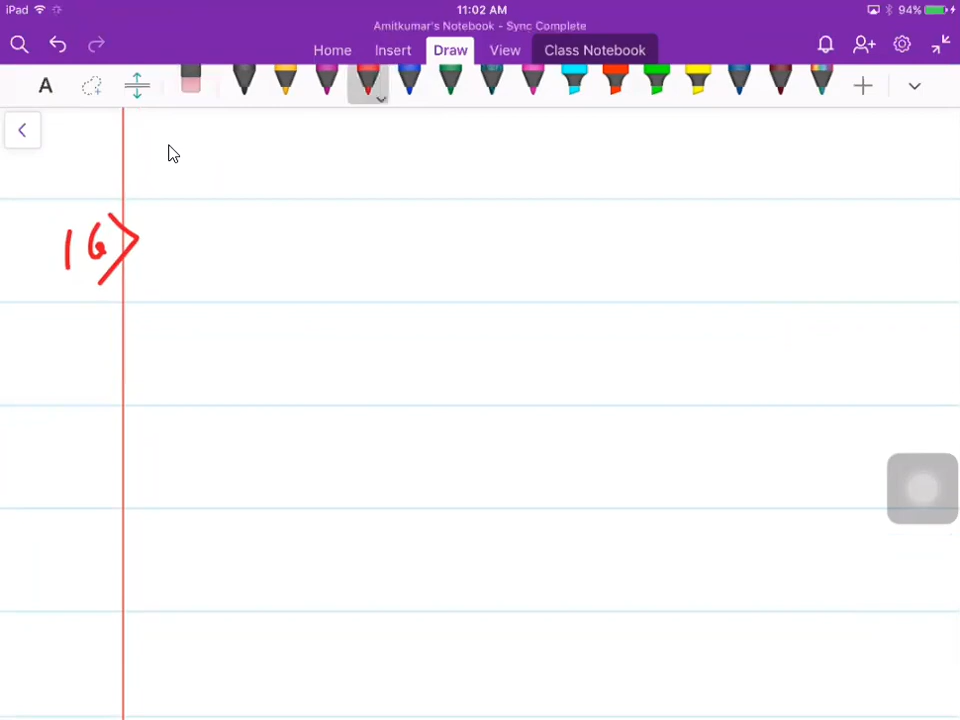 iPad 11:02 AM 94%
Amitkumar's Notebook - Sync Complete
Home Insert Draw View Class Notebook
A
16>